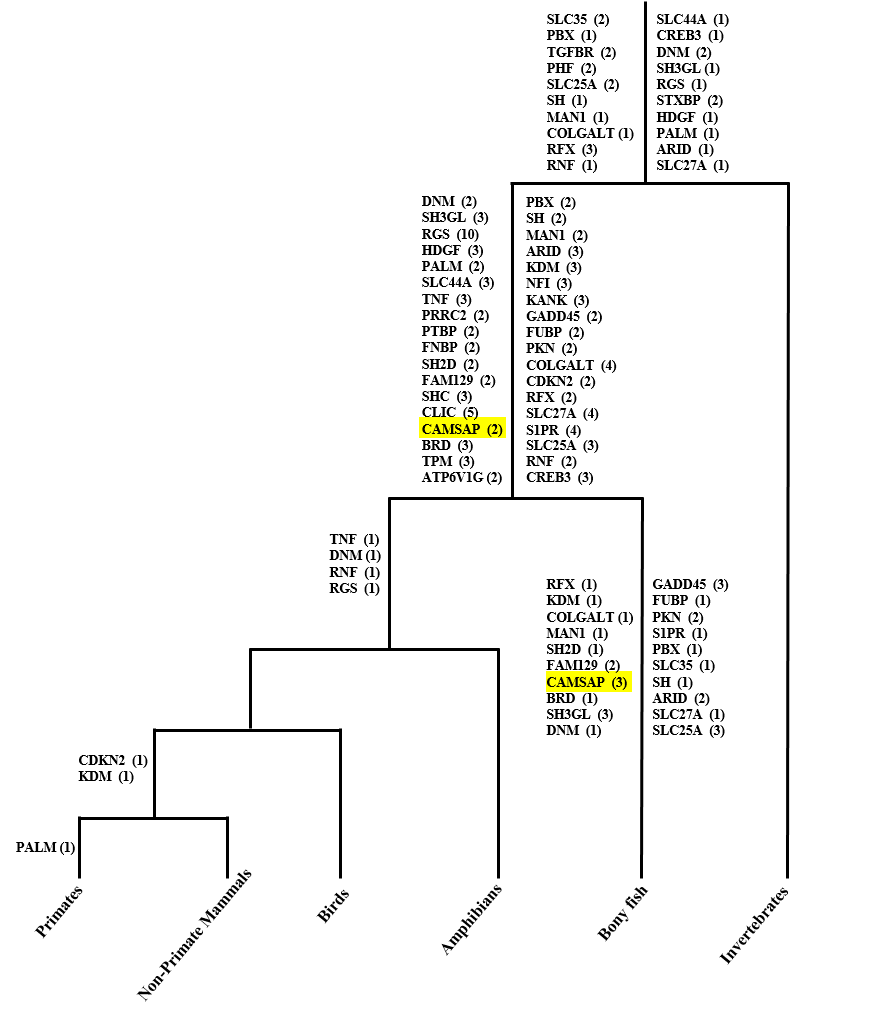 SLC35 (2)
PBX (1)
TGFBR (2)
PHF (2)
SLC25A (2)
SH (1)
MAN1 (1)
COLGALT (1)
RFX (3)
RNF (1)
SLC44A (1)
CREB3 (1)
DNM (2)
SH3GL (1)
RGS (1)
STXBP (2)
HDGF (1)
PALM (1)
ARID (1)
SLC27A (1)
DNM (2)
SH3GL (3)
RGS (10)
HDGF (3)
PALM (2)
SLC44A (3)
TNF (3)
PRRC2 (2)
PTBP (2)
FNBP (2)
SH2D (2)
FAM129 (2)
SHC (3)
CLIC (5)
CAMSAP (2)
BRD (3)
TPM (3)
ATP6V1G (2)
PBX (2)
SH (2)
MAN1 (2)
ARID (3)
KDM (3)
NFI (3)
KANK (3)
GADD45 (2)
FUBP (2)
PKN (2)
COLGALT (4)
CDKN2 (2)
RFX (2)
SLC27A (4)
S1PR (4)
SLC25A (3)
RNF (2)
CREB3 (3)
TNF (1)
DNM (1)
RNF (1)
RGS (1)
RFX (1)
KDM (1)
COLGALT (1)
MAN1 (1)
SH2D (1)
FAM129 (2)
CAMSAP (3)
BRD (1)
SH3GL (3)
DNM (1)
GADD45 (3)
FUBP (1)
PKN (2)
S1PR (1)
PBX (1)
SLC35 (1)
SH (1)
ARID (2)
SLC27A (1)
SLC25A (3)
CDKN2 (1)
KDM (1)
PALM (1)
Primates
Non-Primate Mammals
Birds
Amphibians
Bony fish
Invertebrates